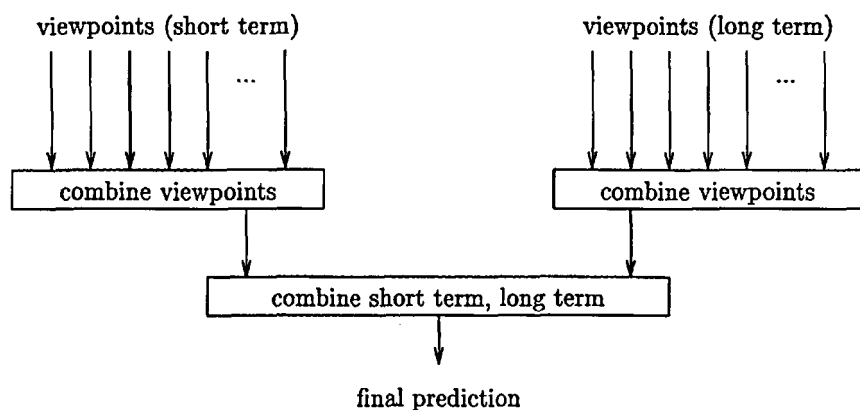 viewpoints (short term)
viewpoints (long term)
...
...
combine viewpoints
combine viewpoints
combine short term, long term
final prediction